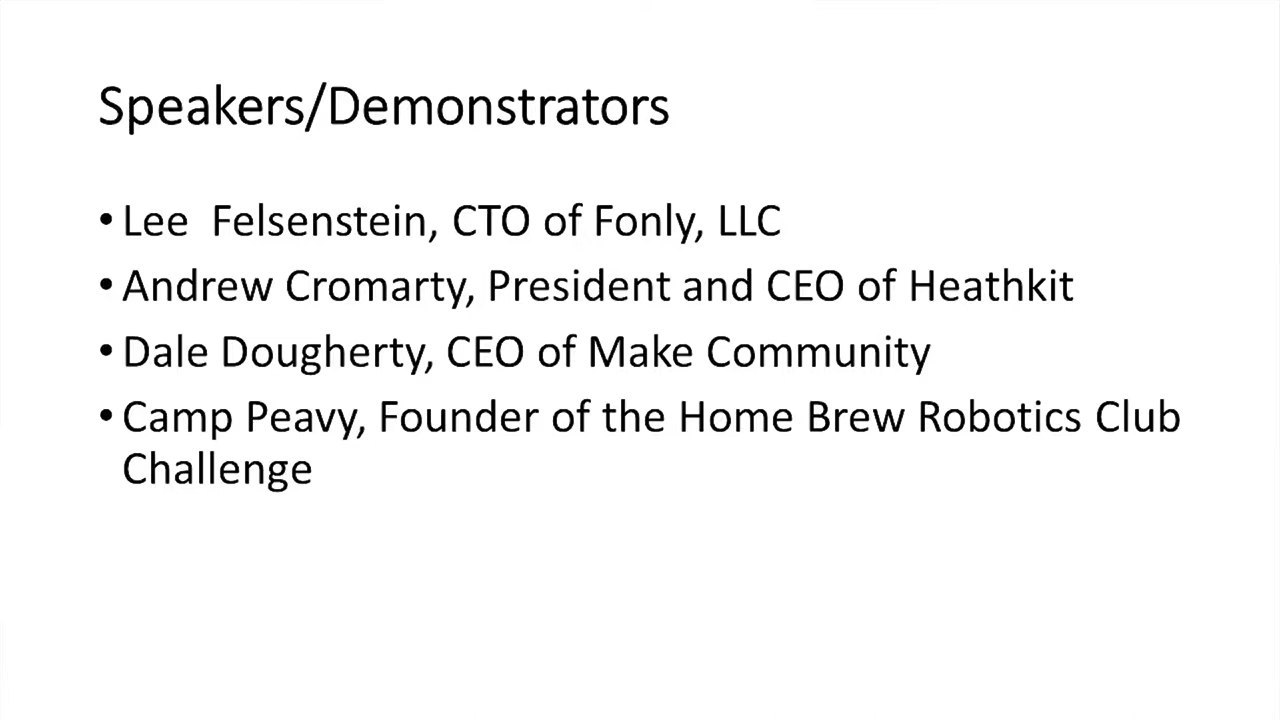 Speakers/Demonstrators
• Lee  Felsenstein, CTO of Fonly, LLC
• Andrew Cromarty, President and CEO of Heathkit
• Dale Dougherty, CEO of Make Community
• Camp Peavy, Founder of the Home Brew Robotics Club
Challenge